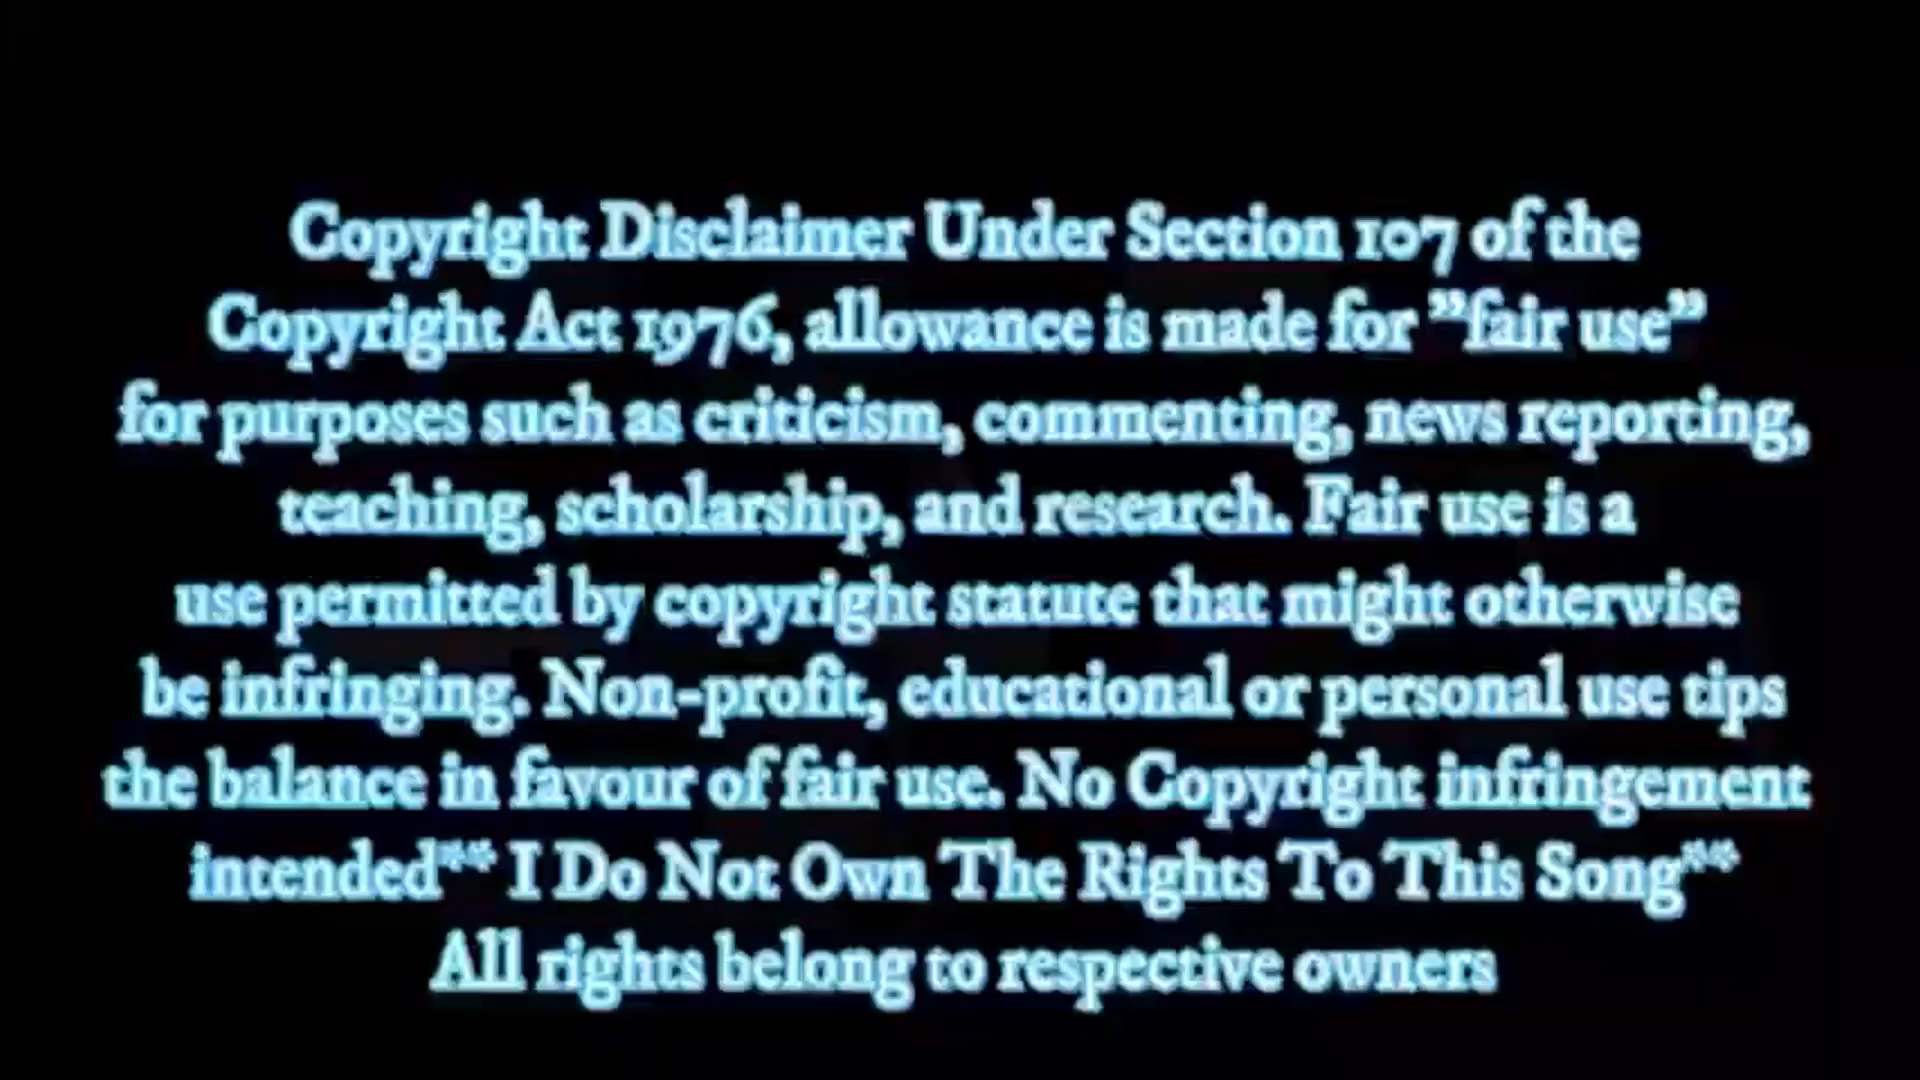 Copyright Disclaimer Under Section 107 of the
Copyright Act 1976, allowance is made for ”fair use”
for purposes such as criticism, commenting, news reporting,
teaching, scholarship, and research. Fair use is a
use permitted by copyright statute that might otherwise
be infringing. Non-profit, educational or personal use tips
the balance in favour of fair use. No Copyright infringement
intended** I Do Not Own The Rights To This Song**
All rights belong to respective owners